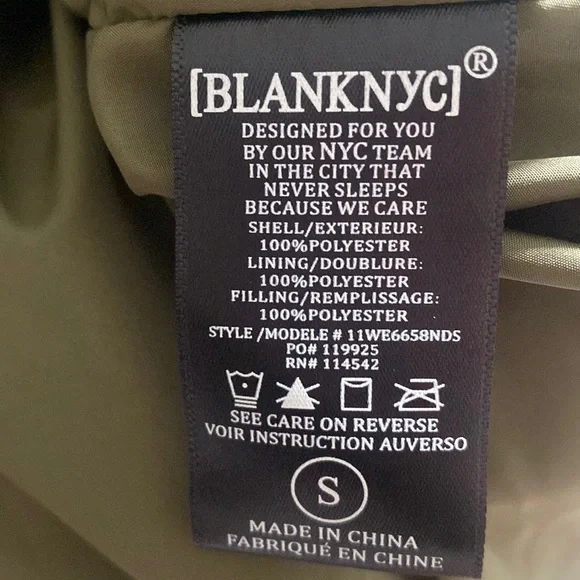 [BLANKNYC]®
DESIGNED FOR YOU
BY OUR NYC TEAM
IN THE CITY THAT
NEVER SLEEPS
BECAUSE WE CARE
SHELL/EXTERIEUR:
100%POLYESTER
LINING/DOUBLURE:
100%POLYESTER
FILLING/REMPLISSAGE:
100%POLYESTER
STYLE /MODELE # 11WE6658NDS
PO# 119925
RN# 114542
SEE CARE ON REVERSE
VOIR INSTRUCTION AUVERSO
S
MADE IN CHINA
FABRIQUÉ EN CHINE